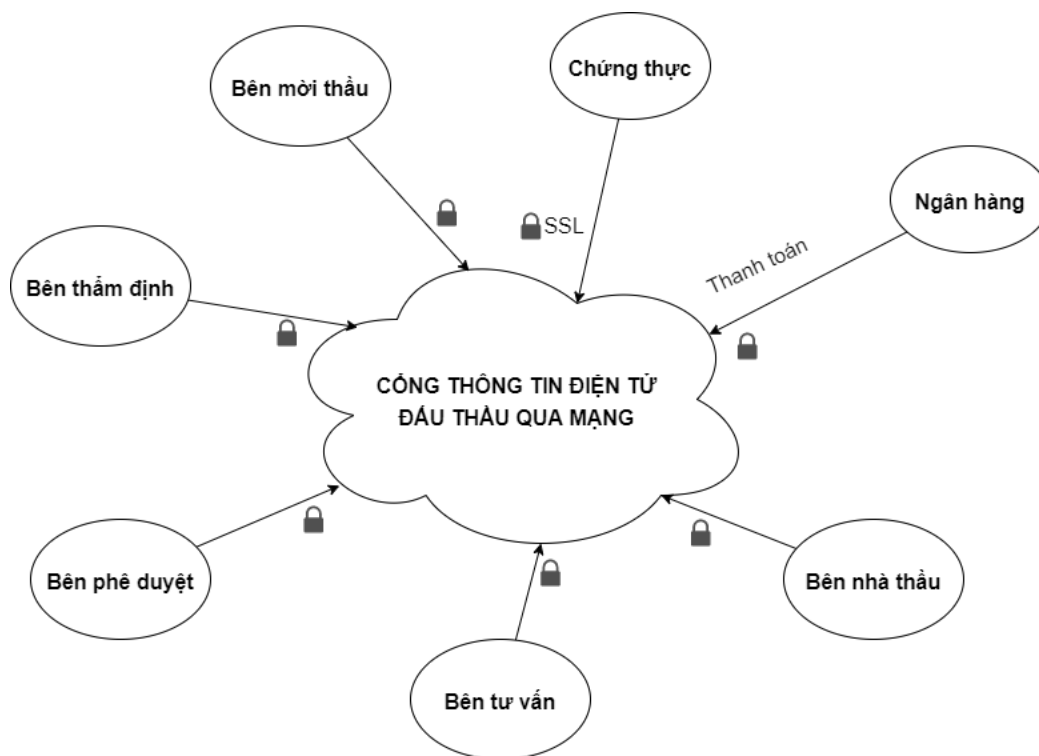 Bên mời thầu
Chứng thực
Ngân hàng
SSL
Thanh toán
Bên thẩm định
CỔNG THÔNG TIN ĐIỆN TỬ
ĐẤU THẦU QUA MẠNG
Bên phê duyệt
Bên nhà thầu
Bên tư vấn